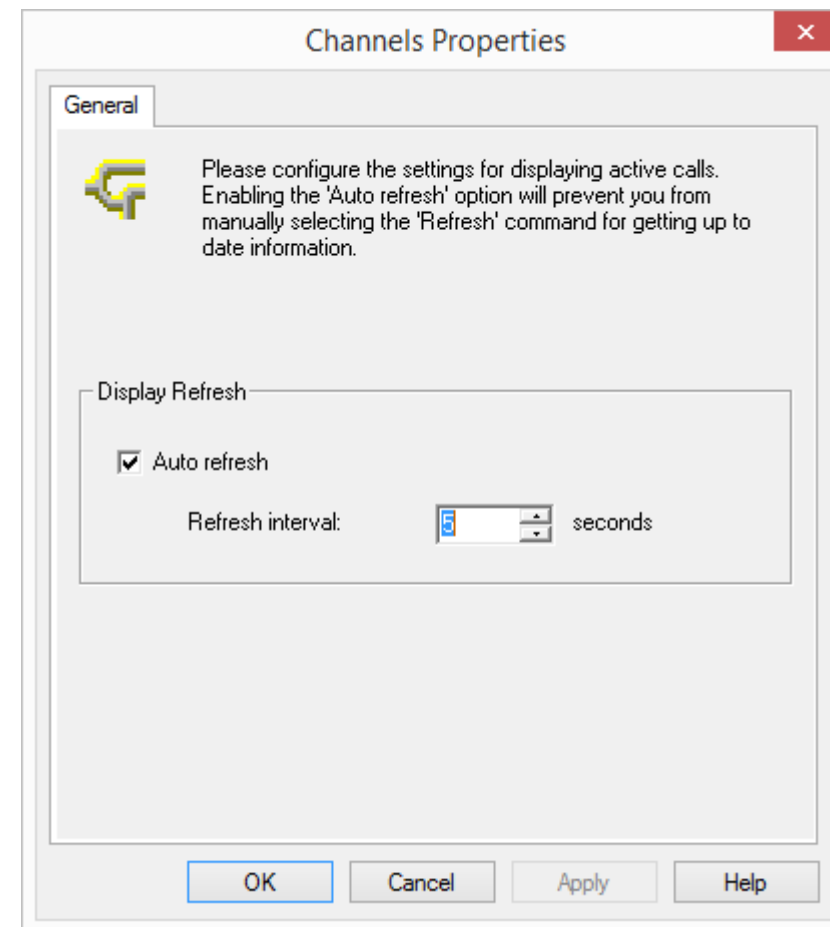 Channels Properties
General
Please configure the settings for displaying active calls.
Enabling the 'Auto refresh' option will prevent you from
manually selecting the 'Refresh' command for getting up to
date information.
Display Refresh
Auto refresh
Refresh interval: 5 seconds
OK Cancel Apply Help